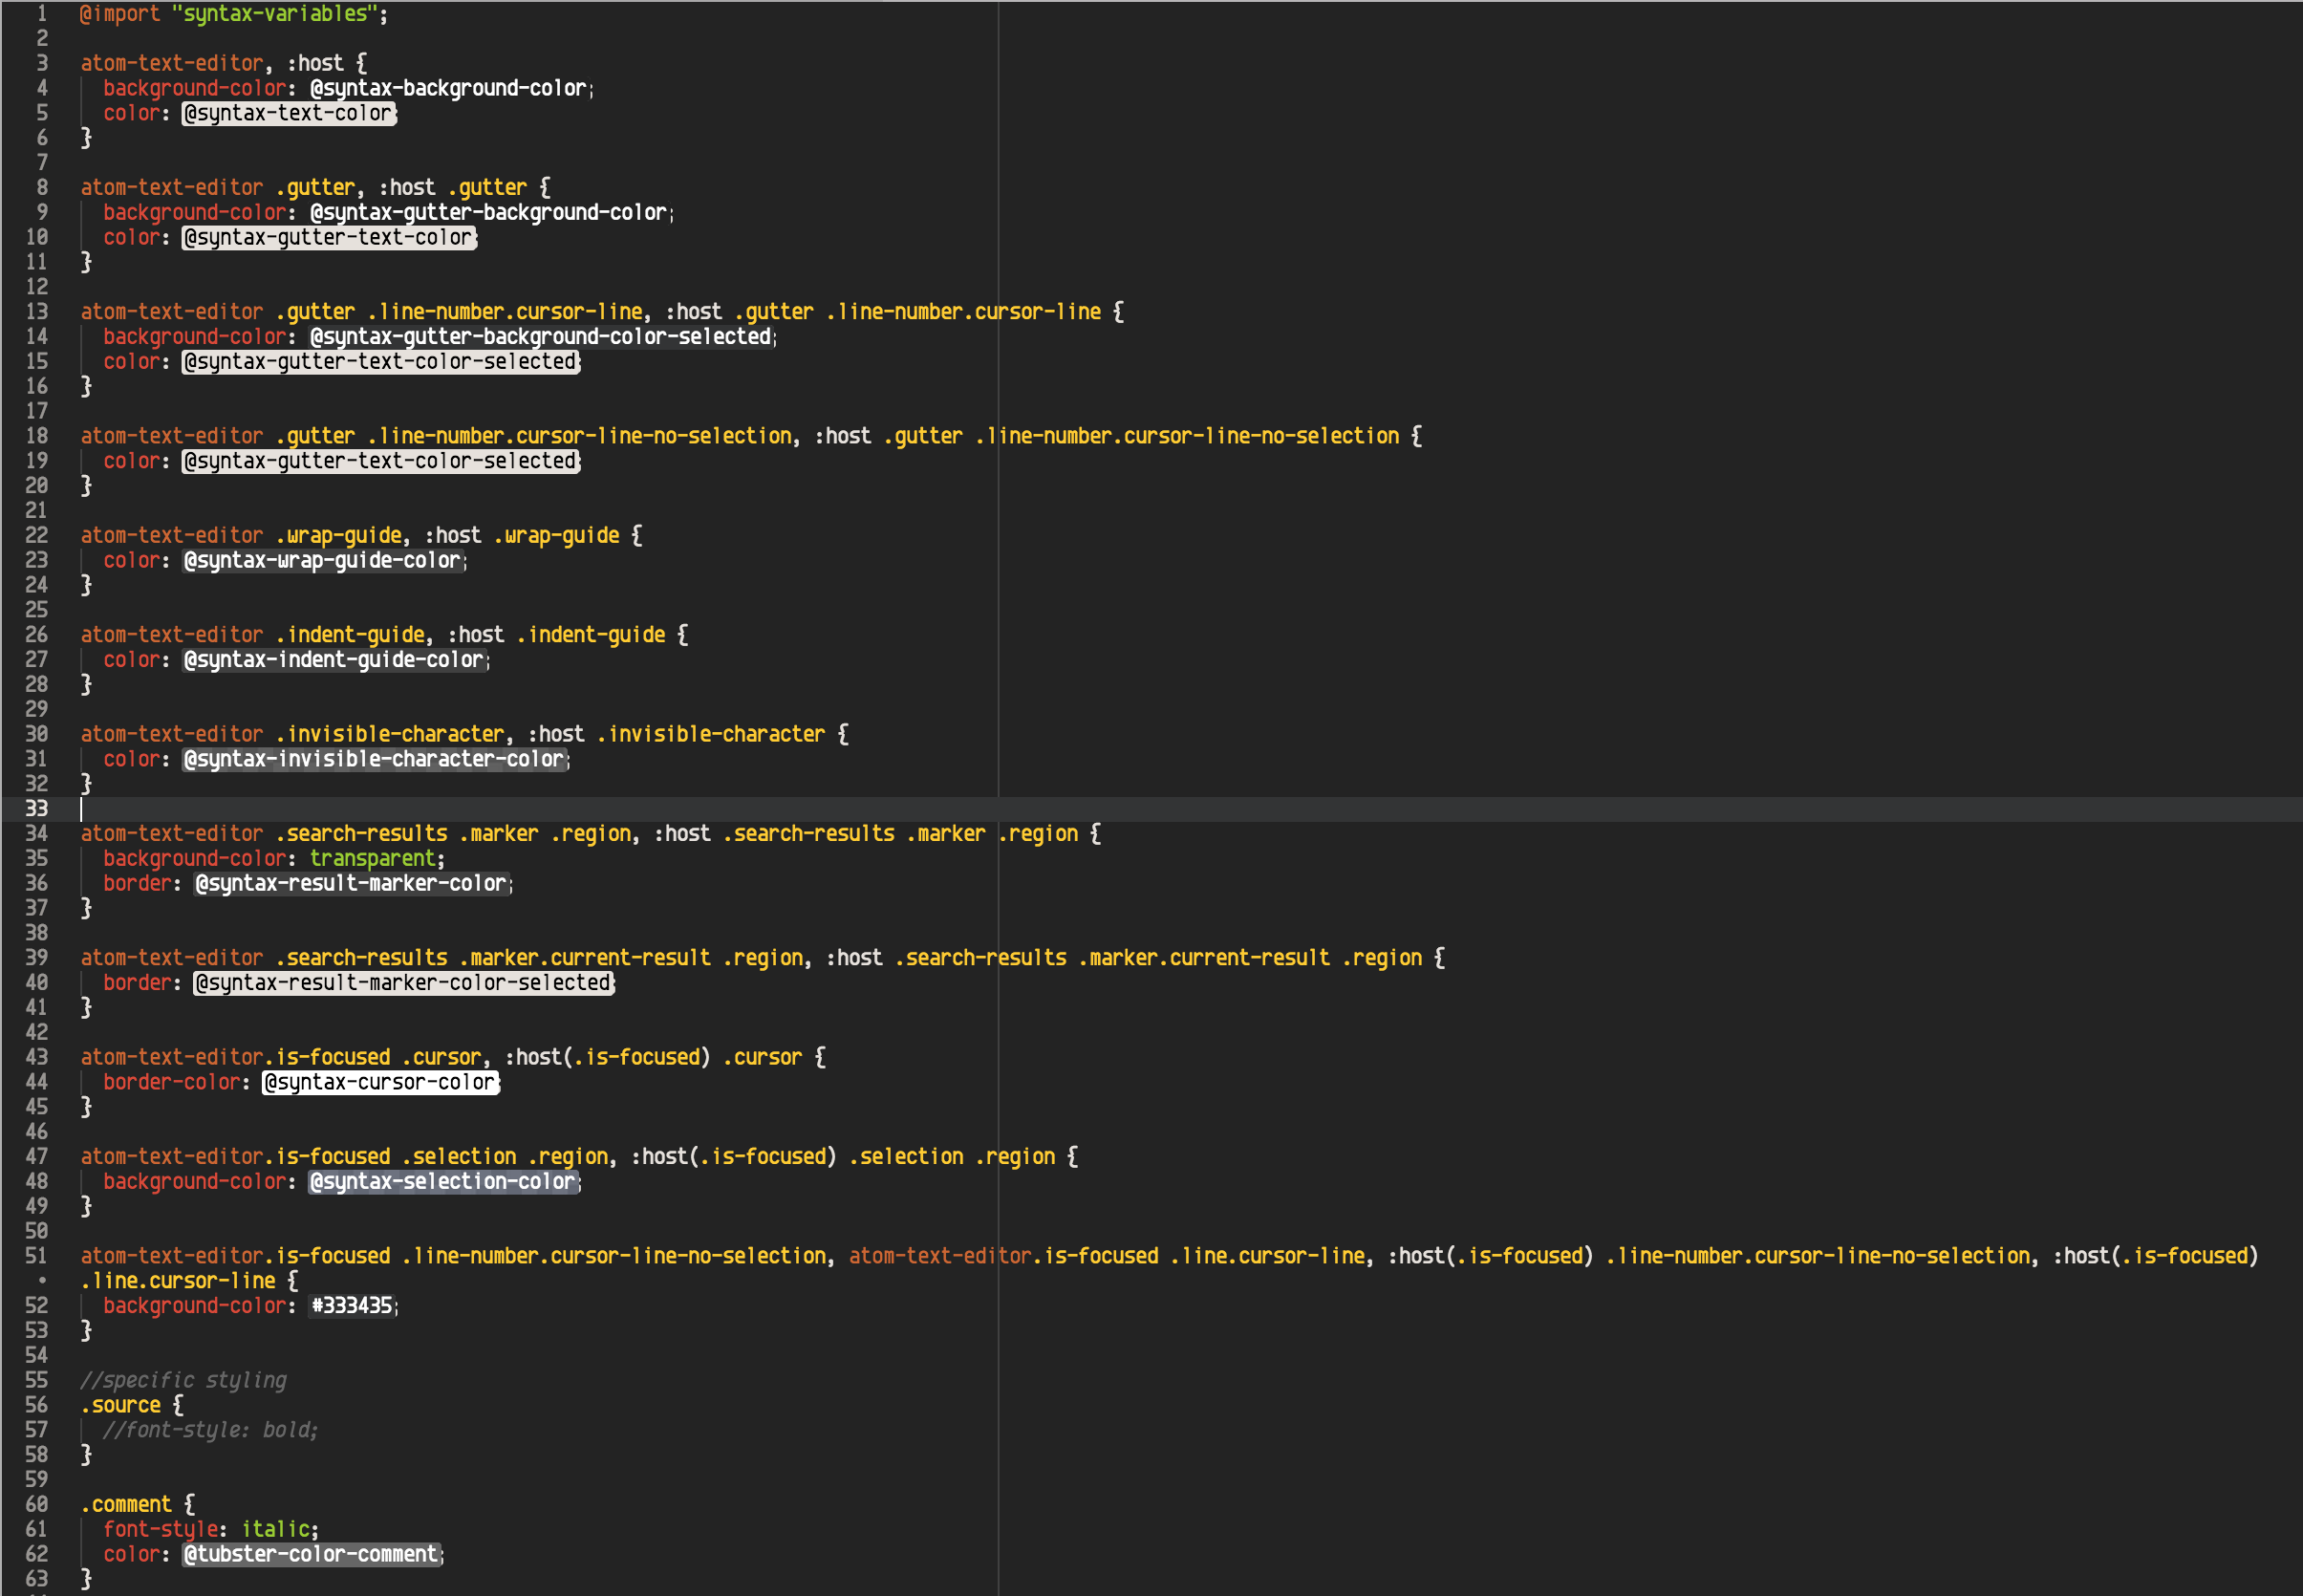 1 @import "syntax-variables";
2
3 atom-text-editor, :host {
4 background-color: @syntax-background-color;
5 color: @syntax-text-color;
6 }
7
8 atom-text-editor .gutter, :host .gutter {
9 background-color: @syntax-gutter-background-color;
10 color: @syntax-gutter-text-color;
11 }
12
13 atom-text-editor .gutter .line-number.cursor-line, :host .gutter .line-number.cursor-line {
14 background-color: @syntax-gutter-background-color-selected;
15 color: @syntax-gutter-text-color-selected;
16 }
17
18 atom-text-editor .gutter .line-number.cursor-line-no-selection, :host .gutter .line-number.cursor-line-no-selection {
19 color: @syntax-gutter-text-color-selected;
20 }
21
22 atom-text-editor .wrap-guide, :host .wrap-guide {
23 color: @syntax-wrap-guide-color;
24 }
25
26 atom-text-editor .indent-guide, :host .indent-guide {
27 color: @syntax-indent-guide-color;
28 }
29
30 atom-text-editor .invisible-character, :host .invisible-character {
31 color: @syntax-invisible-character-color;
32 }
33
34 atom-text-editor .search-results .marker .region, :host .search-results .marker .region {
35 background-color: transparent;
36 border: @syntax-result-marker-color;
37 }
38
39 atom-text-editor .search-results .marker.current-result .region, :host .search-results .marker.current-result .region {
40 border: @syntax-result-marker-color-selected;
41 }
42
43 atom-text-editor.is-focused .cursor, :host(.is-focused) .cursor {
44 border-color: @syntax-cursor-color;
45 }
46
47 atom-text-editor.is-focused .selection .region, :host(.is-focused) .selection .region {
48 background-color: @syntax-selection-color;
49 }
50
51 atom-text-editor.is-focused .line-number.cursor-line-no-selection, atom-text-editor.is-focused .line.cursor-line, :host(.is-focused) .line-number.cursor-line-no-selection, :host(.is-focused)
• .line.cursor-line {
52 background-color: #333435;
53 }
54
55 //specific styling
56 .source {
57 //font-style: bold;
58 }
59
60 .comment {
61 font-style: italic;
62 color: @tubster-color-comment;
63 }